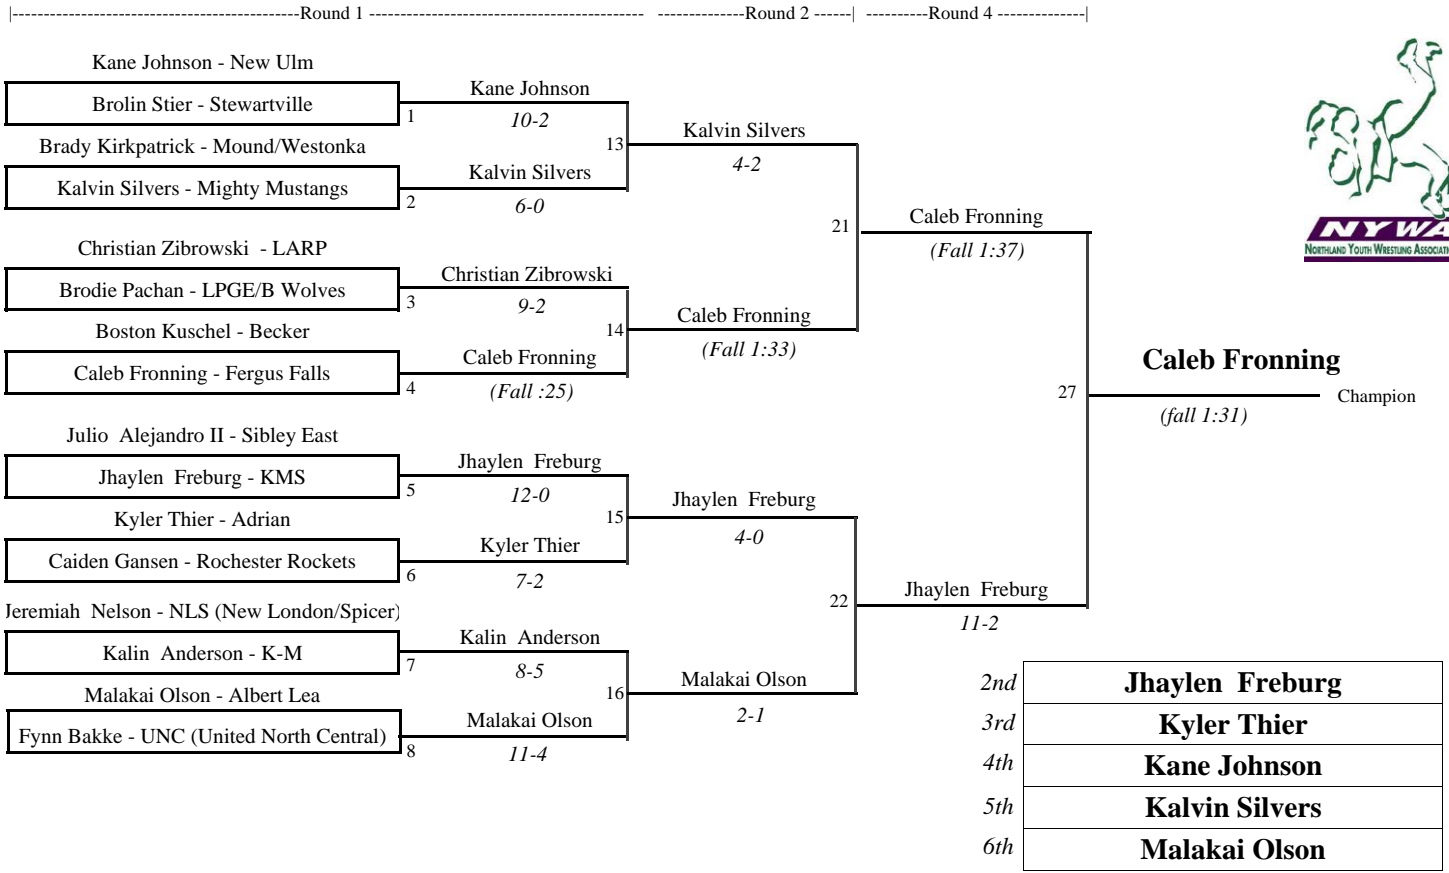 |-----------------------------------------------Round 1 --------------------------------------------- --------------Round 2 ------| ----------Round 4 --------------|
Kane Johnson - New Ulm
Brolin Stier - Stewartville
1
Kane Johnson
10-2
Brady Kirkpatrick - Mound/Westonka
Kalvin Silvers - Mighty Mustangs
2
Kalvin Silvers
6-0
13
Kalvin Silvers
4-2
Christian Zibrowski - LARP
Brodie Pachan - LPGE/B Wolves
3
Christian Zibrowski
9-2
Boston Kuschel - Becker
Caleb Fronning - Fergus Falls
4
Caleb Fronning
(Fall :25)
14
Caleb Fronning
(Fall 1:33)
21
Caleb Fronning
(Fall 1:37)
Julio Alejandro II - Sibley East
Jhaylen Freburg - KMS
5
Jhaylen Freburg
12-0
Kyler Thier - Adrian
Caiden Gansen - Rochester Rockets
6
Kyler Thier
7-2
15
Jhaylen Freburg
4-0
Jeremiah Nelson - NLS (New London/Spicer)
Kalin Anderson - K-M
7
Kalin Anderson
8-5
Malakai Olson - Albert Lea
Fynn Bakke - UNC (United North Central)
8
Malakai Olson
11-4
16
Malakai Olson
2-1
22
Jhaylen Freburg
11-2
27
Caleb Fronning
Champion
(fall 1:31)
NYWA
NORTHLAND YOUTH WRESTLING
2nd Jhaylen Freburg
3rd Kyler Thier
4th Kane Johnson
5th Kalvin Silvers
6th Malakai Olson